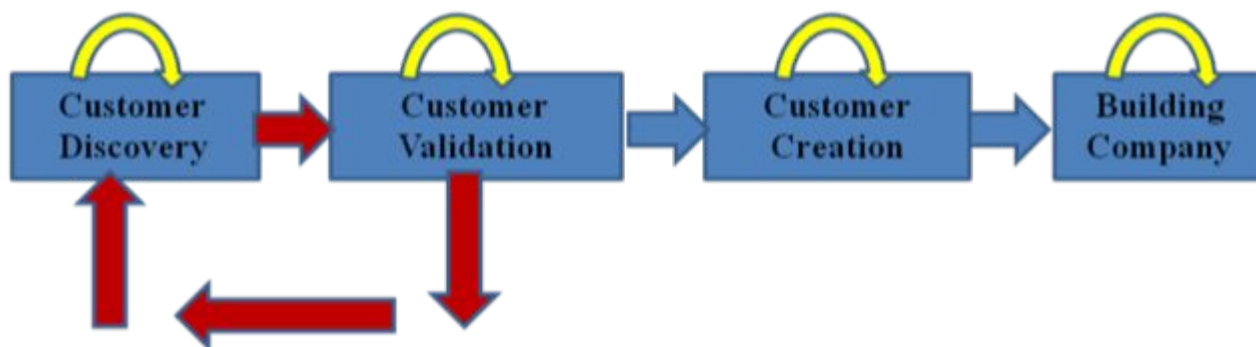 Customer
Discovery
Customer
Validation
Customer
Creation
Building
Company